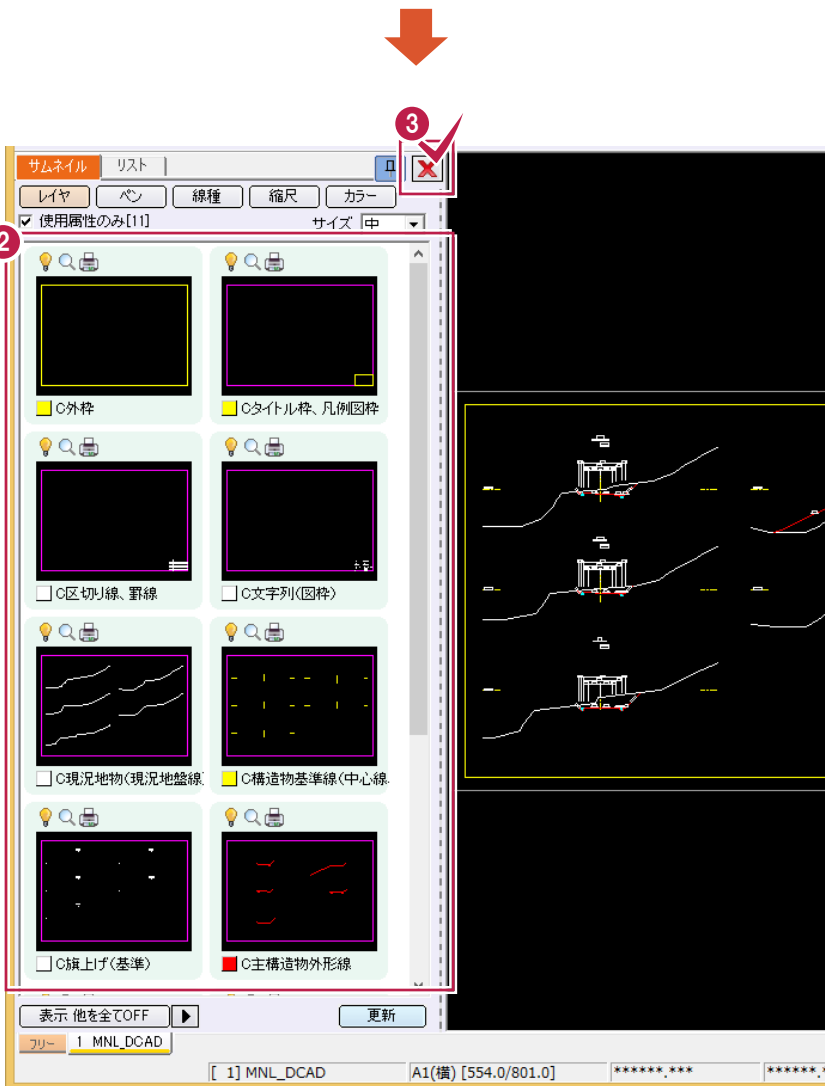 3
サムネイル リスト
レイヤ ペン 線種 縮尺 カラー
使用属性のみ[11] サイズ 中
2
C外枠 Cタイトル枠、凡例図枠
C区切り線、罫線 C文字列(図枠)
C現況地物(現況地盤線 C構造物基準線(中心線
C旗上げ(基準) C主構造物外形線
表示 他を全てOFF 更新
フリー 1 MNL_DCAD
[ 1] MNL_DCAD A1(横) [554.0/801.0] ******.*** ******.*